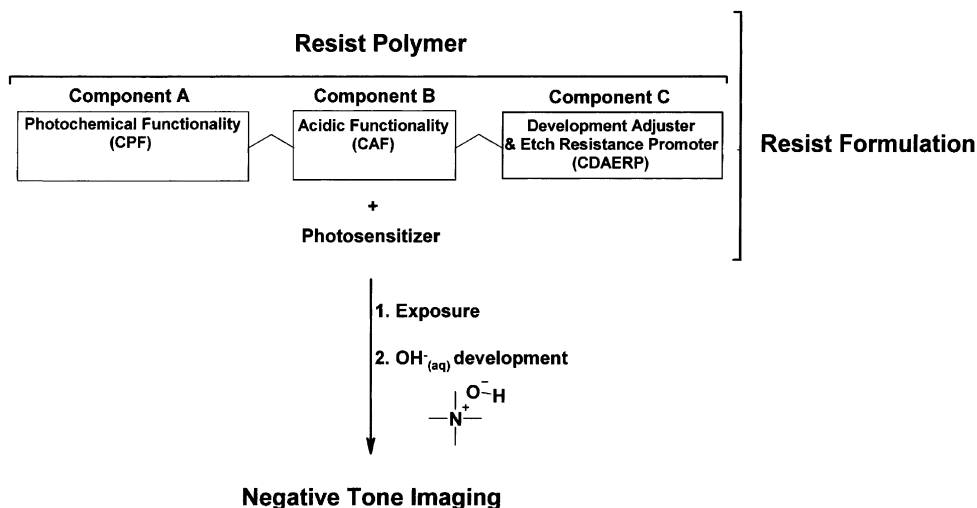 Resist Polymer
Component A
Component B
Component C
Photochemical Functionality
(CPF)
Acidic Functionality
(CAF)
Development Adjuster
& Etch Resistance Promoter
(CDAERP)
Resist Formulation
+
Photosensitizer
1. Exposure
2. OH-(aq) development
O- H
N+
Negative Tone Imaging